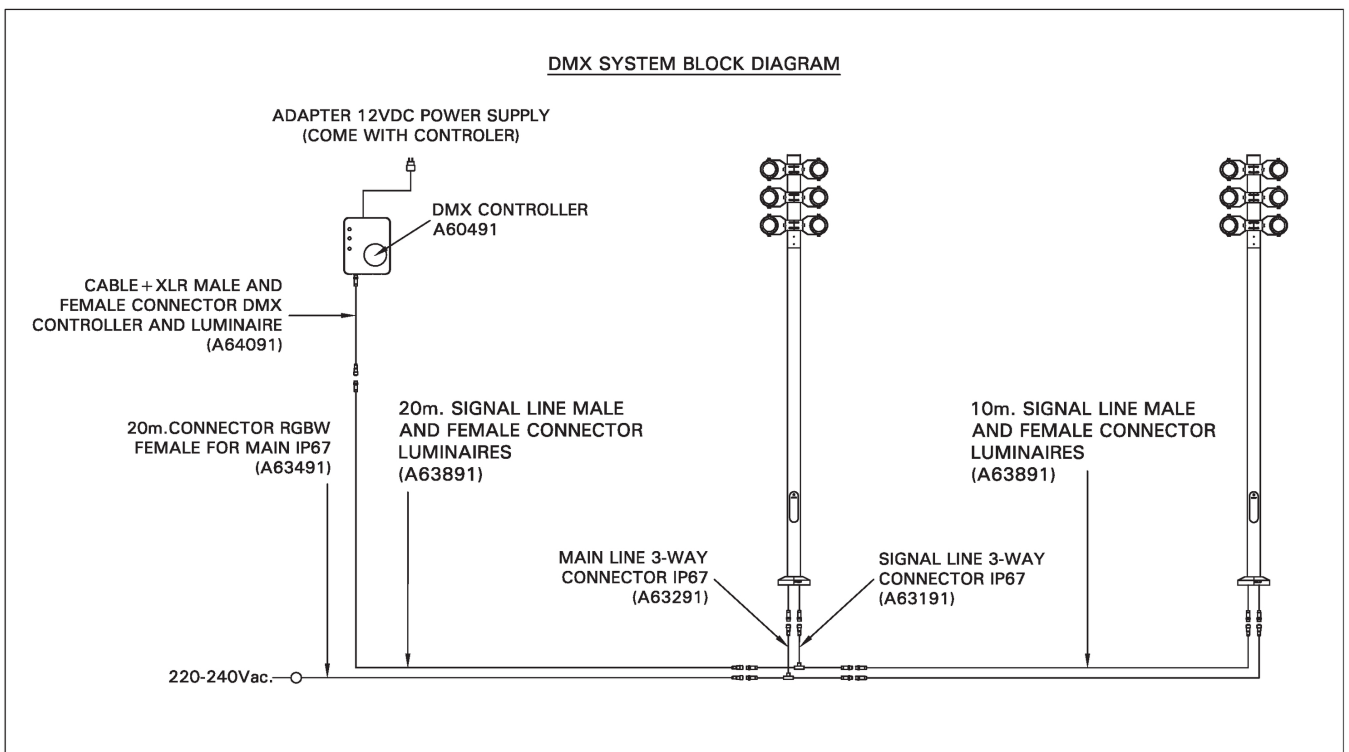 DMX SYSTEM BLOCK DIAGRAM
ADAPTER 12VDC POWER SUPPLY
(COME WITH CONTROLER)
DMX CONTROLLER
A60491
CABLE+XLR MALE AND
FEMALE CONNECTOR DMX
CONTROLLER AND LUMINAIRE
(A64091)
20m.CONNECTOR RGBW
FEMALE FOR MAIN IP67
(A63491)
20m. SIGNAL LINE MALE
AND FEMALE CONNECTOR
LUMINAIRES
(A63891)
10m. SIGNAL LINE MALE
AND FEMALE CONNECTOR
LUMINAIRES
(A63891)
MAIN LINE 3-WAY
CONNECTOR IP67
(A63291)
SIGNAL LINE 3-WAY
CONNECTOR IP67
(A63191)
220-240Vac.